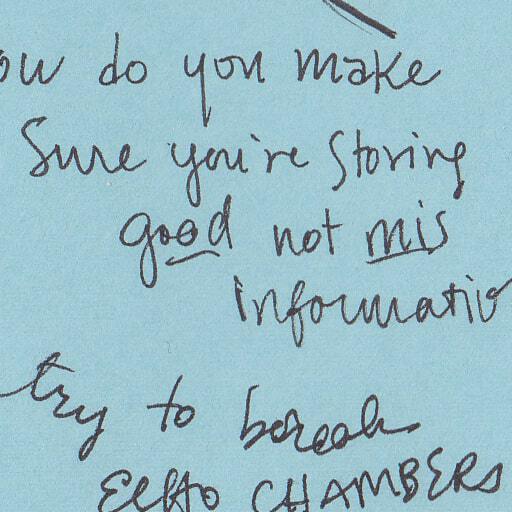 ow do you make
Sure you're storing
good not mis
informatio
try to break
Echo CHAMBERS